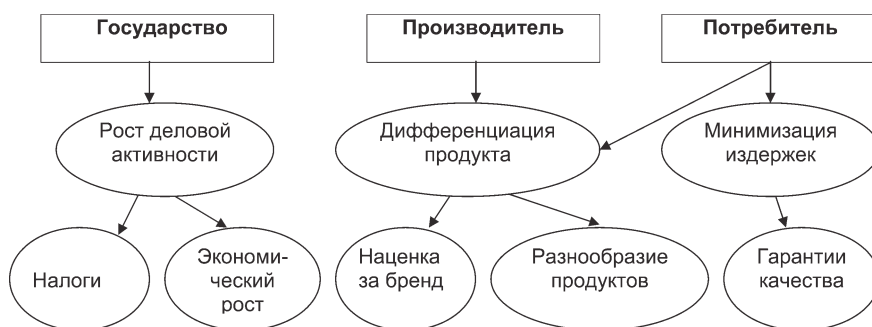 Государство
Производитель
Потребитель
Рост деловой
активности
Дифференциация
продукта
Минимизация
издержек
Налоги
Экономи-
ческий
рост
Наценка
за бренд
Разнообразие
продуктов
Гарантии
качества